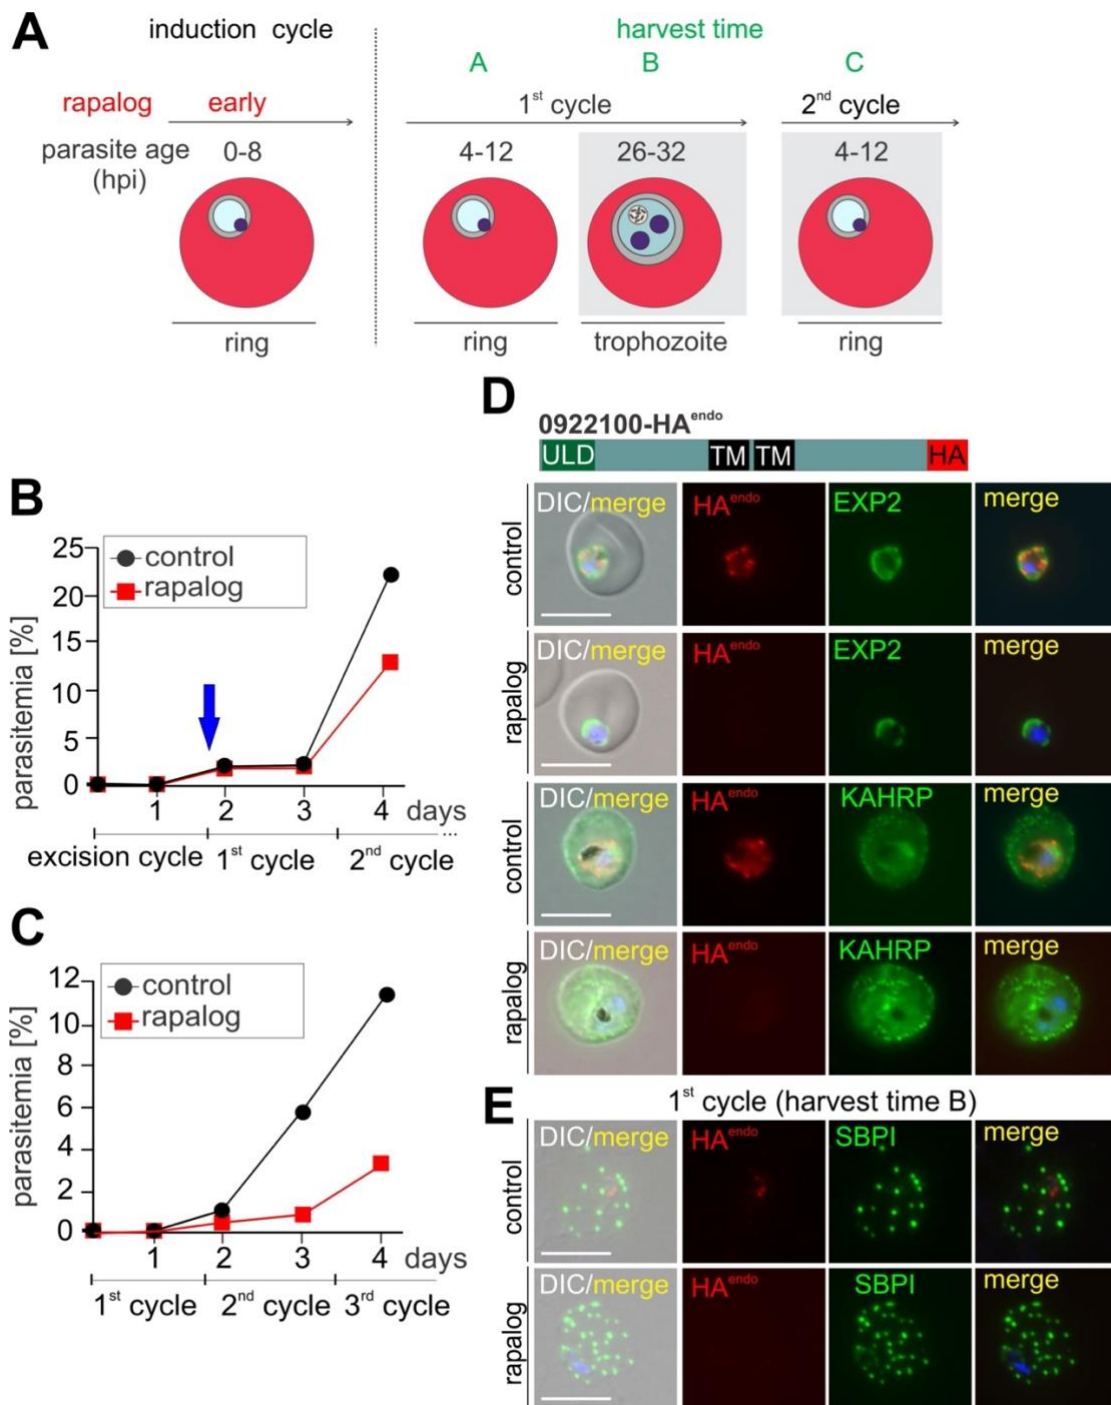 A
induction cycle
harvest time
A B C
rapalog early
1st cycle
2nd cycle
parasite age
(hpi)
0-8
4-12
26-32
4-12
ring
ring
trophozoite
ring
B
25
20
15
10
5
0
parasitemia [%]
control
rapalog
1 2 3 4 days
...
excision cycle 1st cycle 2nd cycle
C
12
10
8
6
4
2
0
parasitemia [%]
control
rapalog
1 2 3 4 days
1st cycle 2nd cycle 3rd cycle
D
0922100-HAendo
ULD TM TM HA
control
DIC/merge HAendo EXP2 merge
rapalog
DIC/merge HAendo EXP2 merge
control
DIC/merge HAendo KAHRP merge
rapalog
DIC/merge HAendo KAHRP merge
E
1st cycle (harvest time B)
control
DIC/merge HAendo SBPI merge
rapalog
DIC/merge HAendo SBPI merge